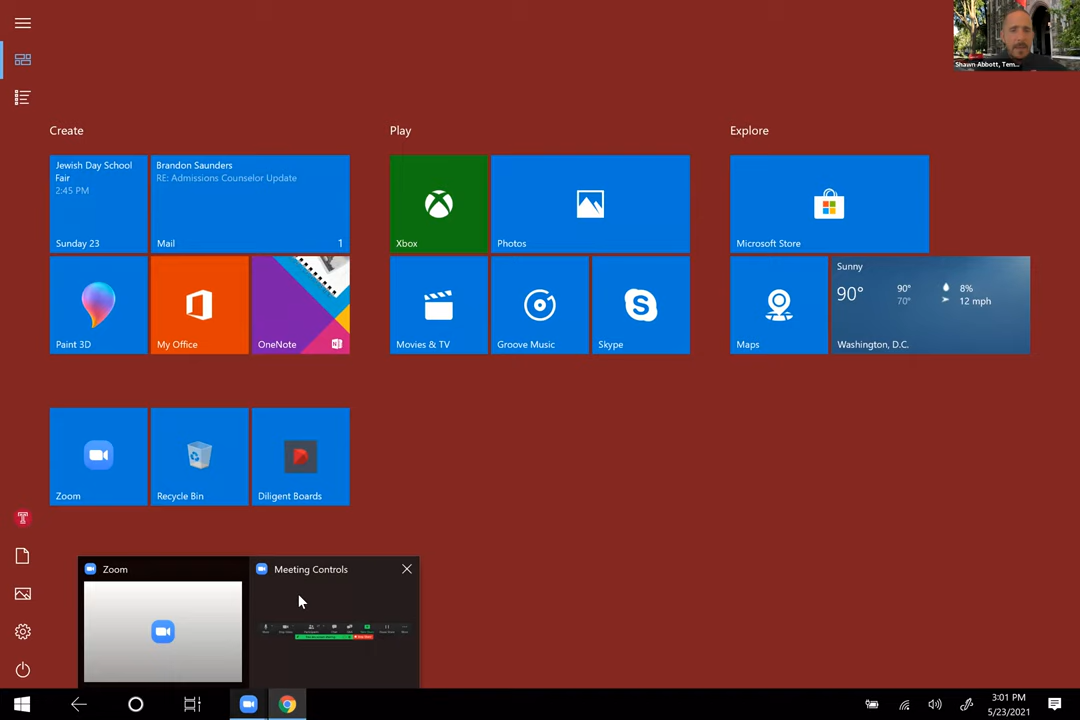 Shawn Abbott, Tem...
Create
Play
Explore
Jewish Day School
Fair
2:45 PM
Sunday 23
Brandon Saunders
RE: Admissions Counselor Update
Mail
1
Xbox
Photos
Microsoft Store
Paint 3D
My Office
OneNote
N
Movies & TV
Groove Music
Skype
Maps
Sunny
90°
90°
70°
8%
12 mph
Washington, D.C.
Zoom
Recycle Bin
Diligent Boards
T
Zoom
Meeting Controls
3:01 PM
5/23/2021